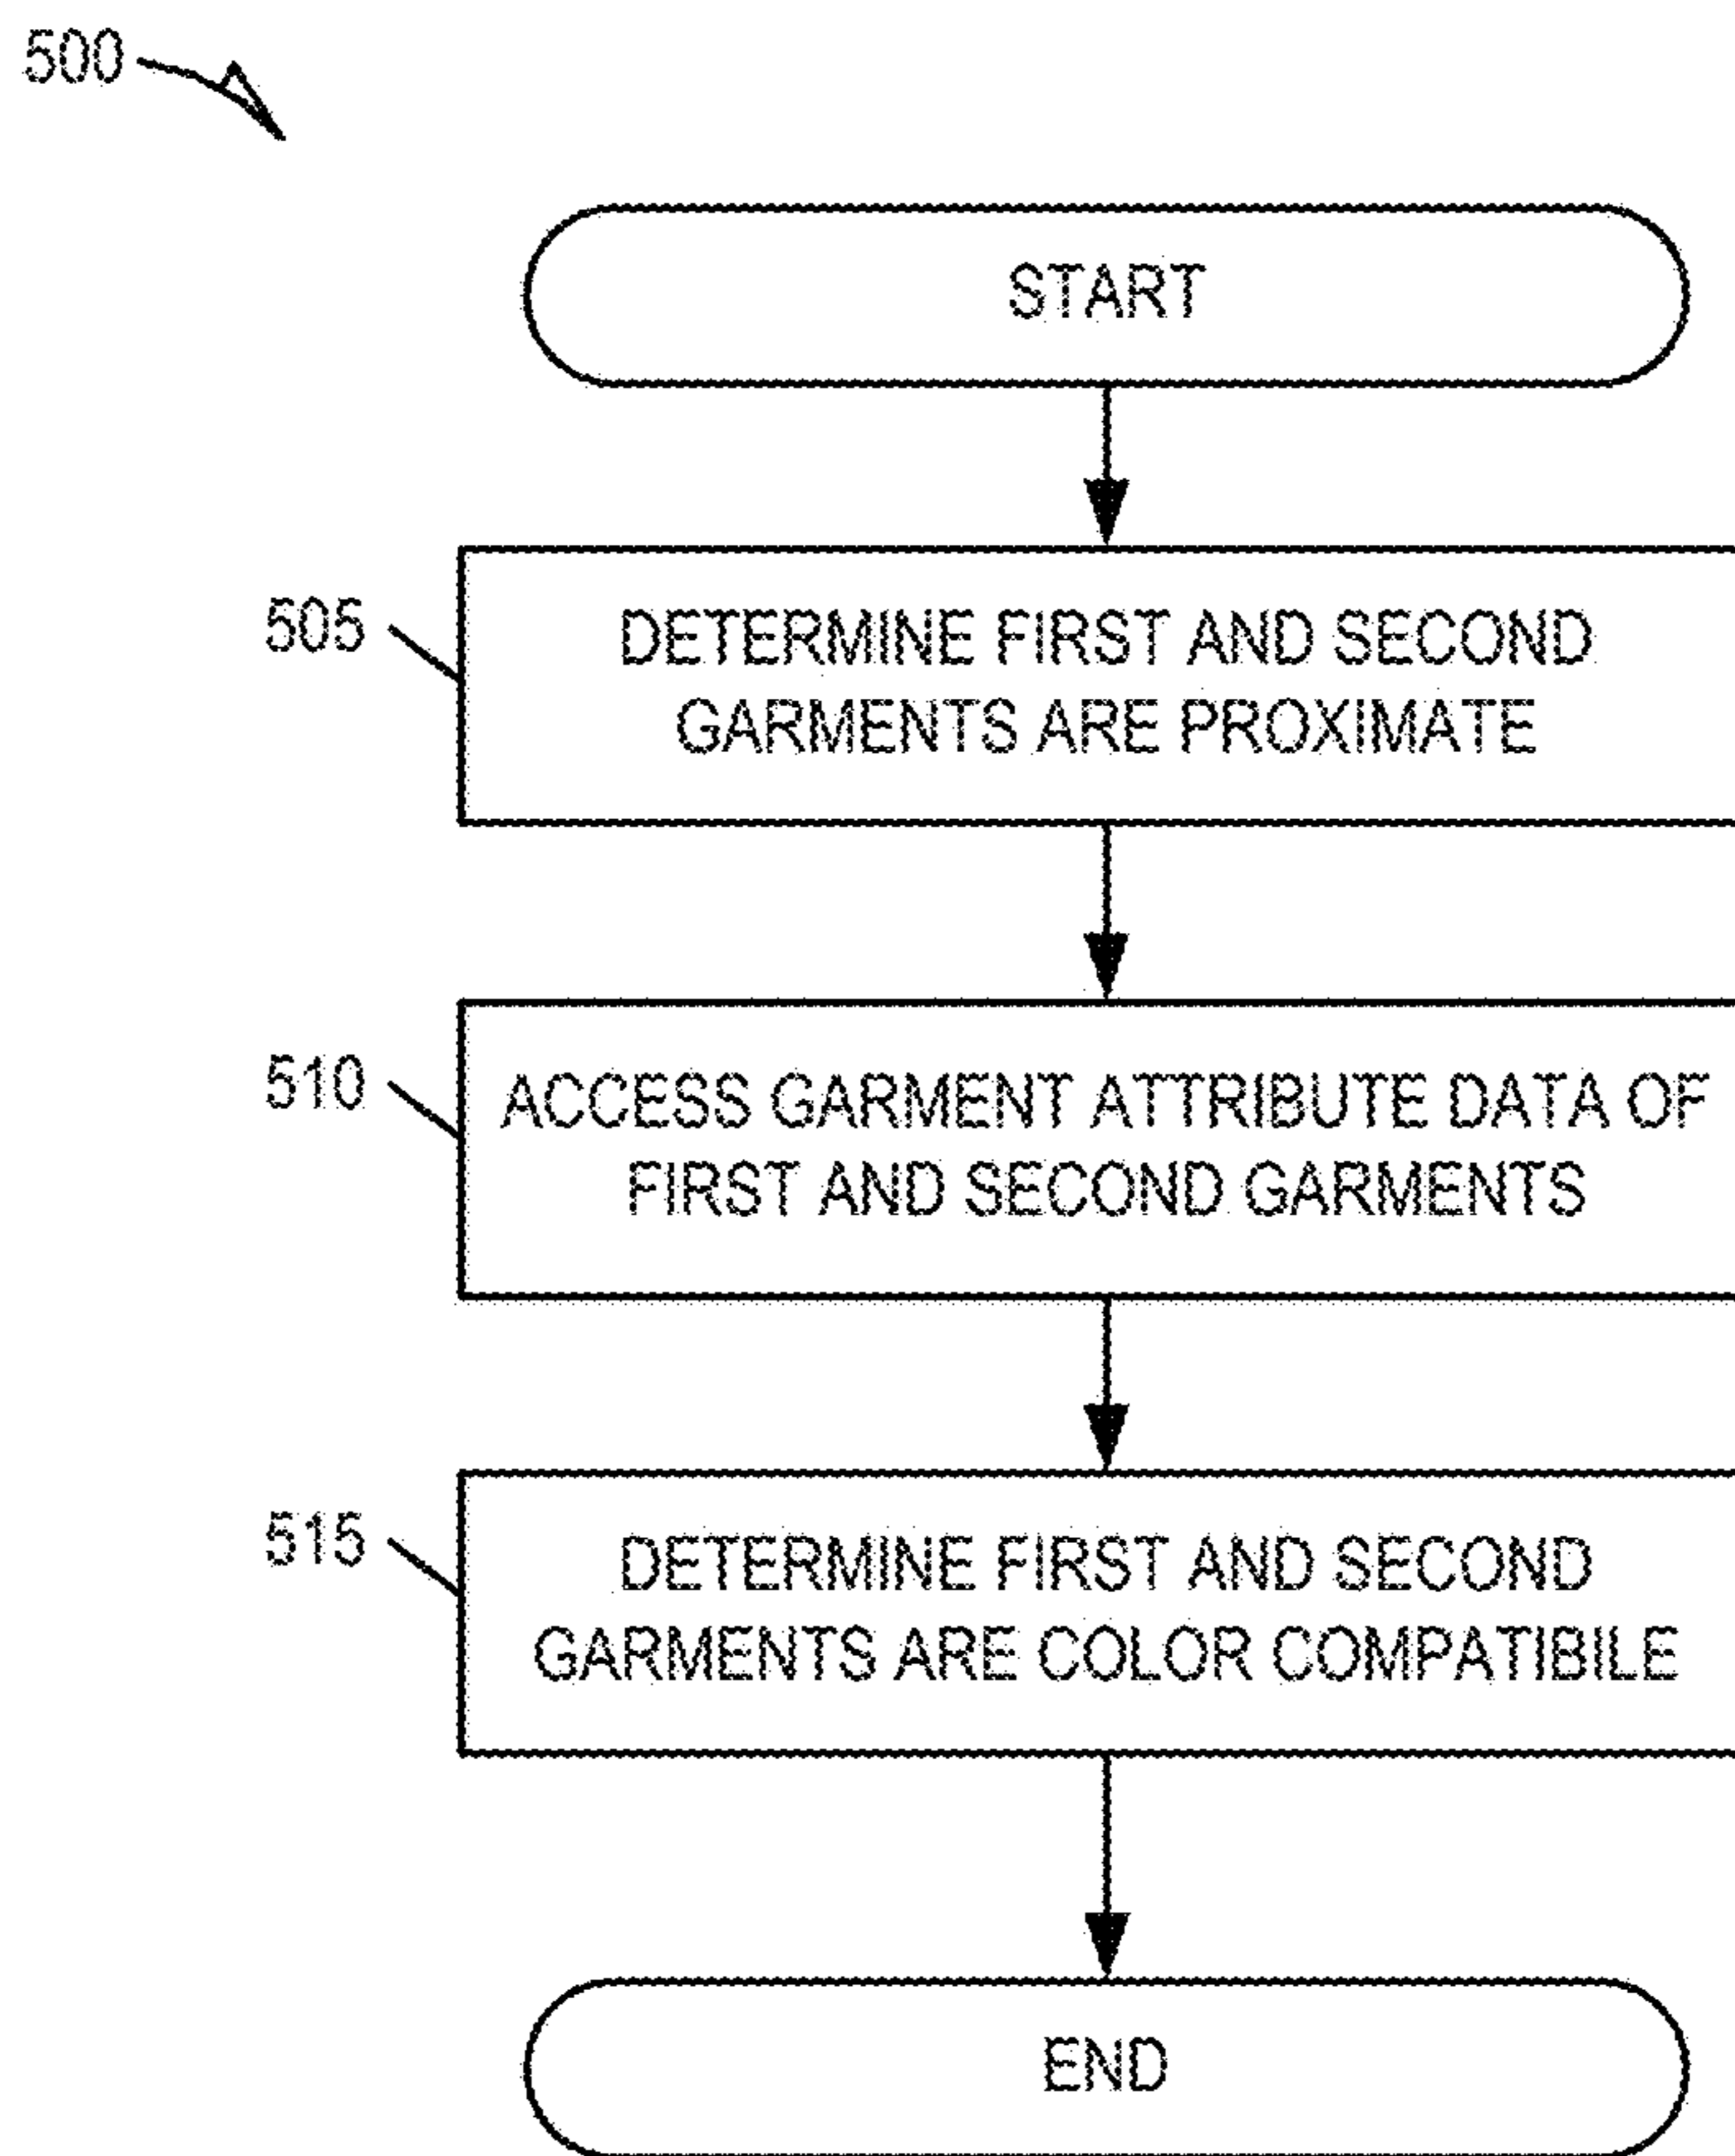 500
START
505
DETERMINE FIRST AND SECOND
GARMENTS ARE PROXIMATE
510
ACCESS GARMENT ATTRIBUTE DATA OF
FIRST AND SECOND GARMENTS
515
DETERMINE FIRST AND SECOND
GARMENTS ARE COLOR COMPATIBILE
END